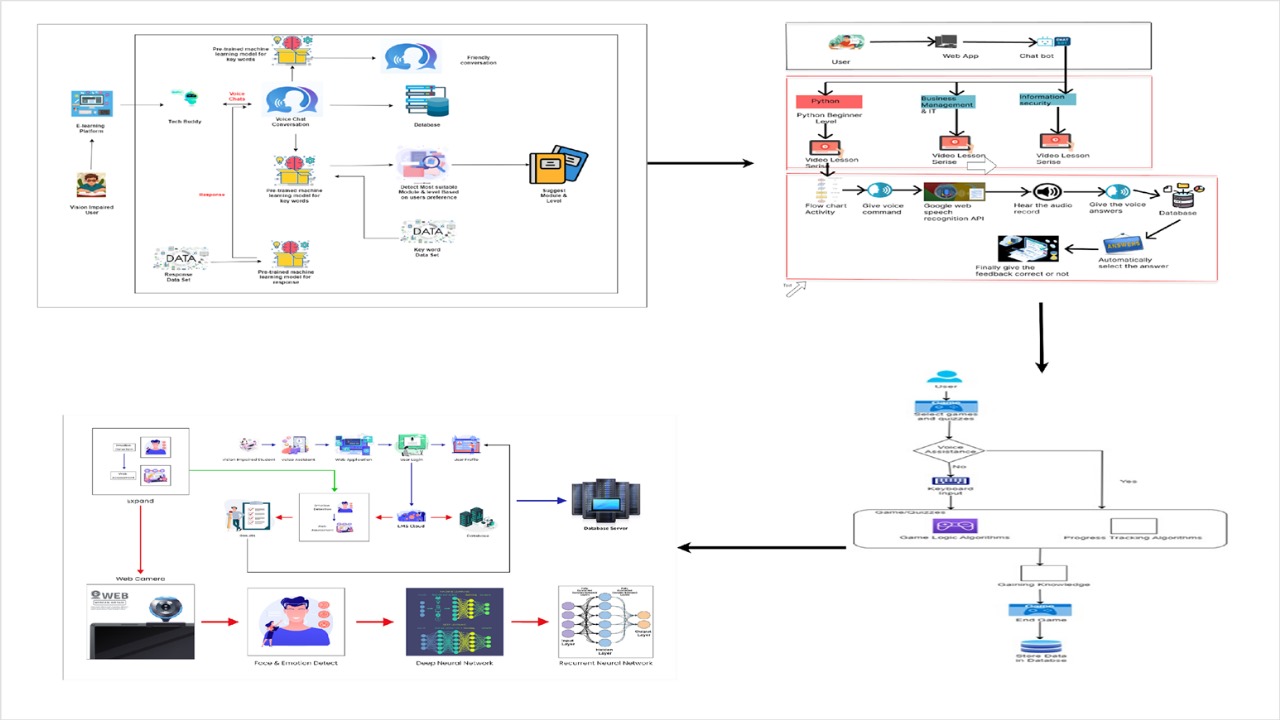 Pre-trained machine
learning model for
key words
Friendly
conversation
Voice
Chats
E-learning
Platform
Tech Buddy
Voice Chat
Conversation
Database
Response
Pre-trained machine
learning model for
key words
Detect Most suitable
Module & level Based
on users preference
Suggest
Module &
Level
Vision Impaired
User
DATA
Key word
Data Set
DATA
Response
Data Set
Pre-trained machine
learning model for
response
User
Web App
Chat bot
Python
Business
Management
& IT
Information
security
Python Beginner
Level
Video Lesson
Serise
Video Lesson
Serise
Video Lesson
Serise
Flow chart
Activity
Give voice
command
Google web
speech
recognition API
Hear the audio
record
Give the voice
answers
Database
ANSWERS
Automatically
select the answer
Finally give the
feedback correct or not
User
Select games
and quizzes
Voice
Assistance
No
Yes
Keyboard
Input
Game/Quizzes
Game Logic Algorithms
Progress Tracking Algorithms
Gaming Knowledge
Game
End Game
Store Data
in Databse
Voice Assistant
Web Application
User Profile
Expand
LMS Cloud
Database
Database Server
Web Camera
WEB
Face & Emotion Detect
Deep Neural Network
Input
Layer
Hidden
Layer
Output
Layer
Recurrent Neural Network